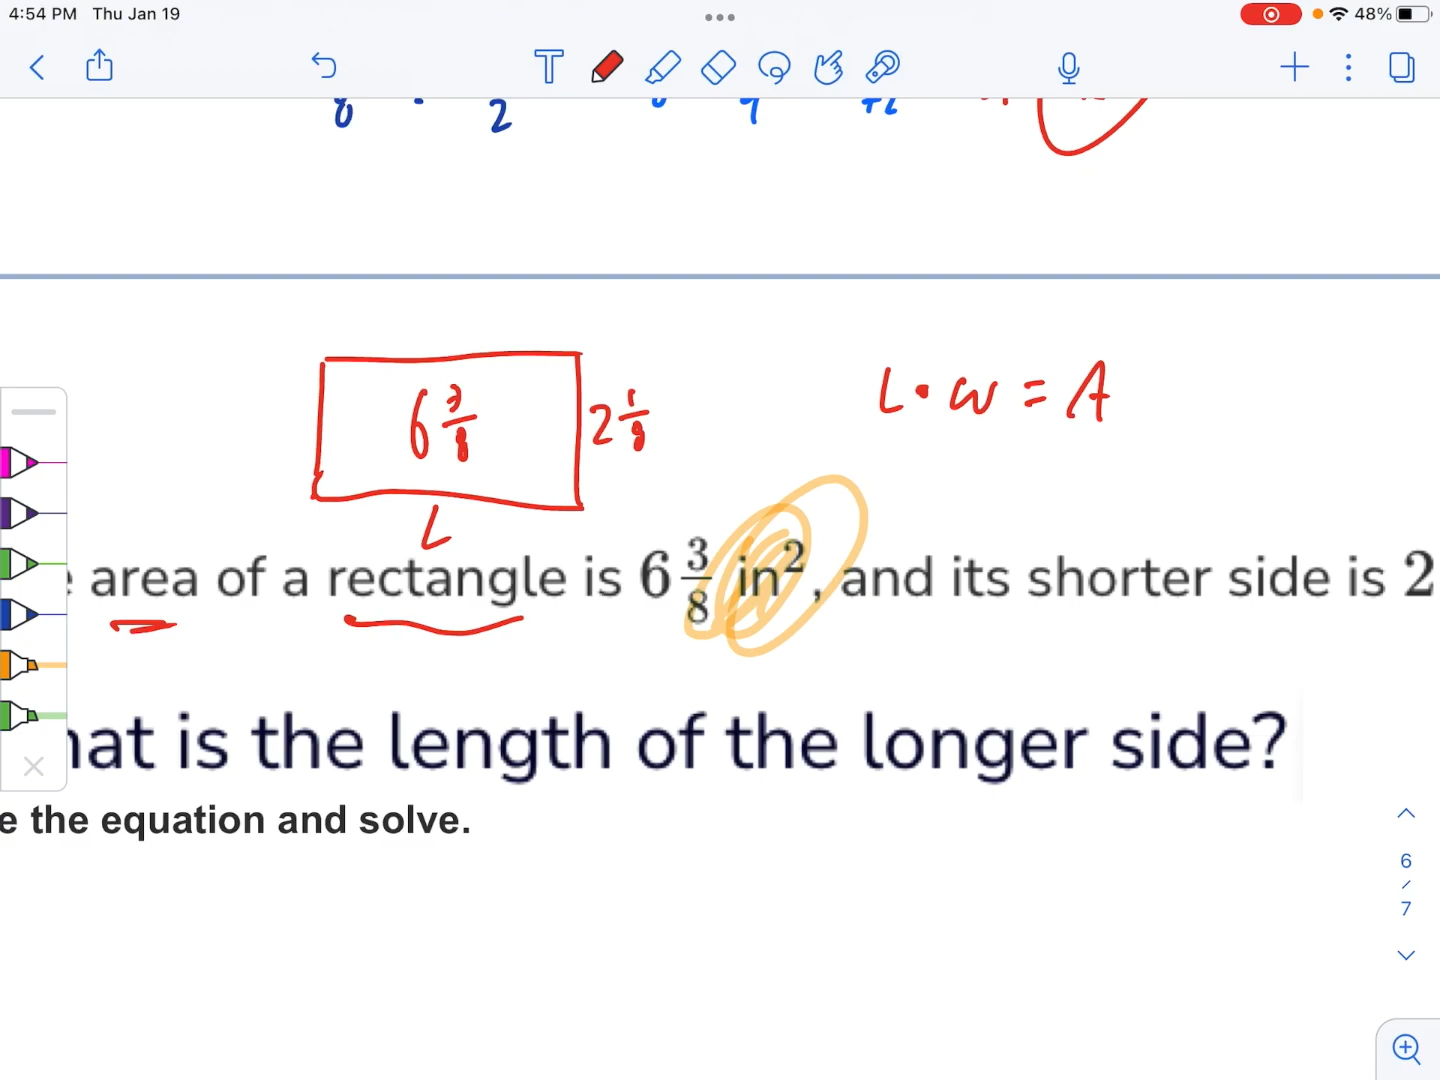 4:54 PM Thu Jan 19
48%
T
8 2
6 3/8
2 1/8
L · W = A
L
area of a rectangle is 6 3/8 in², and its shorter side is 2
hat is the length of the longer side?
e the equation and solve.
6
/
7